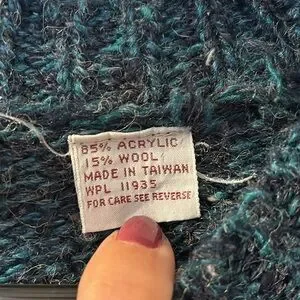 85% ACRYLIC
15% WOOL
MADE IN TAIWAN
WPL 11935
FOR CARE SEE REVERSE